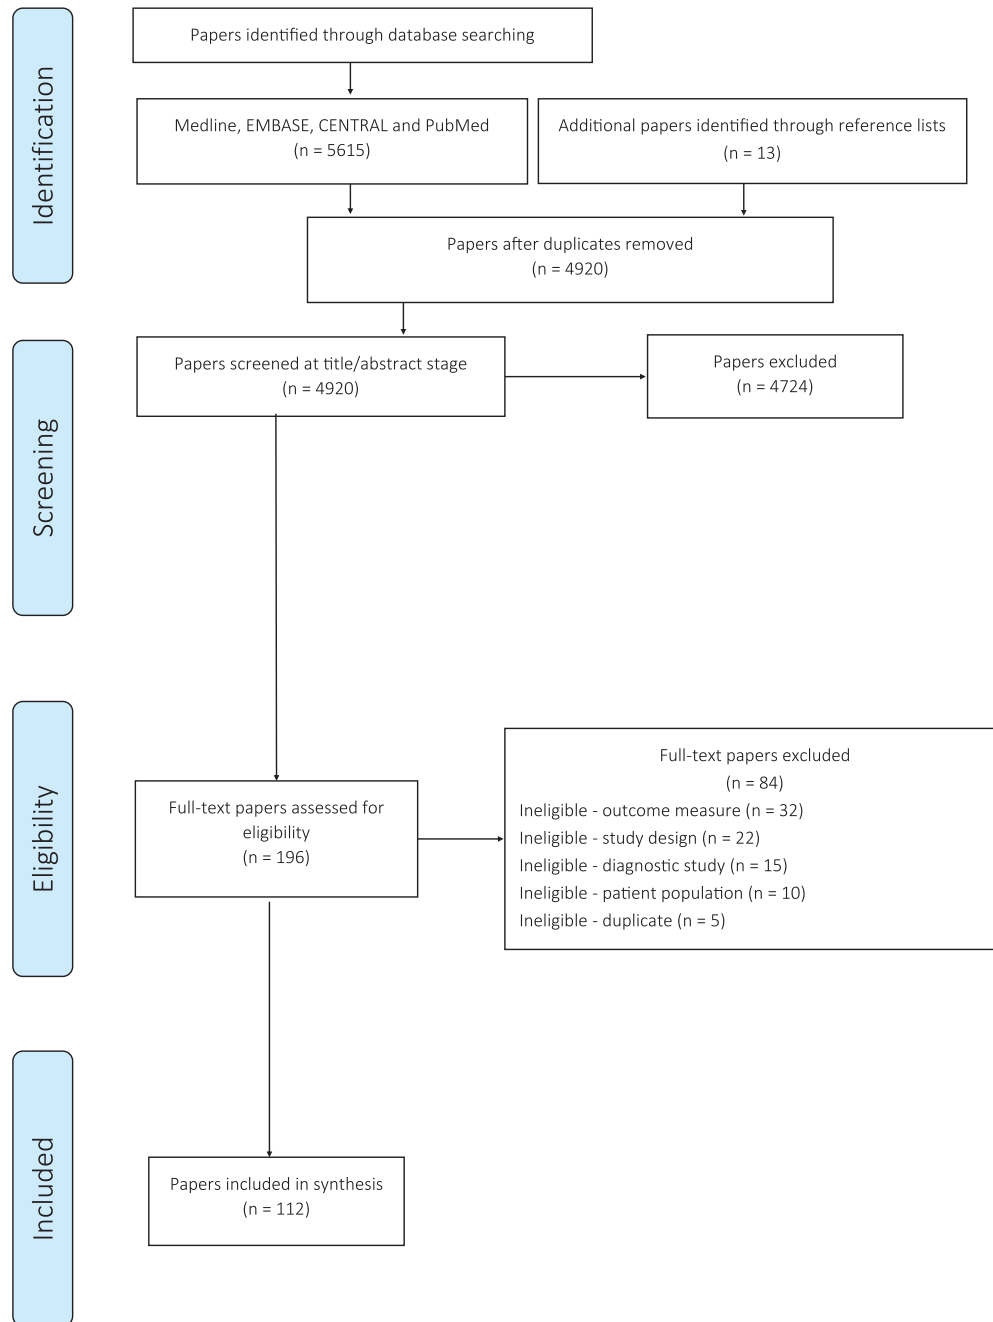 Identification
Papers identified through database searching
Medline, EMBASE, CENTRAL and PubMed
(n = 5615)
Additional papers identified through reference lists
(n = 13)
Papers after duplicates removed
(n = 4920)
Screening
Papers screened at title/abstract stage
(n = 4920)
Papers excluded
(n = 4724)
Eligibility
Full-text papers assessed for
eligibility
(n = 196)
Full-text papers excluded
(n = 84)
Ineligible - outcome measure (n = 32)
Ineligible - study design (n = 22)
Ineligible - diagnostic study (n = 15)
Ineligible - patient population (n = 10)
Ineligible - duplicate (n = 5)
Included
Papers included in synthesis
(n = 112)